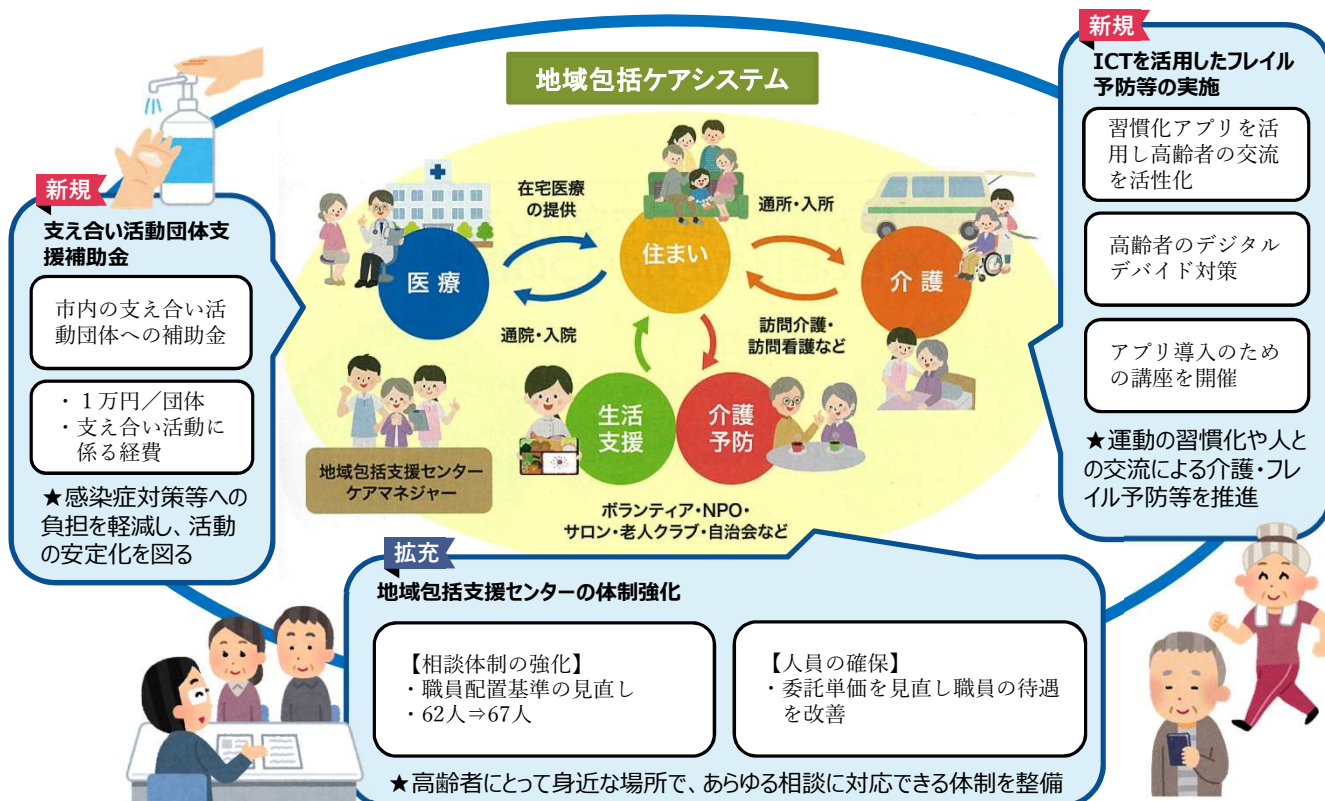 地域包括ケアシステム
新規
支え合い活動団体支
援補助金
市内の支え合い活
動団体への補助金
・１万円／団体
・支え合い活動に
係る経費
★感染症対策等への
負担を軽減し、活動
の安定化を図る
在宅医療
の提供
医療
通院・入院
住まい
通所・入所
介護
訪問介護・
訪問看護など
生活
支援
介護
予防
地域包括支援センター
ケアマネジャー
ボランティア・NPO・
サロン・老人クラブ・自治会など
新規
ICTを活用したフレイル
予防等の実施
習慣化アプリを活
用し高齢者の交流
を活性化
高齢者のデジタル
デバイド対策
アプリ導入のため
の講座を開催
★運動の習慣化や人と
の交流による介護・フレ
イル予防等を推進
拡充
地域包括支援センターの体制強化
【相談体制の強化】
・職員配置基準の見直し
・62人⇒67人
【人員の確保】
・委託単価を見直し職員の待遇
を改善
★高齢者にとって身近な場所で、あらゆる相談に対応できる体制を整備